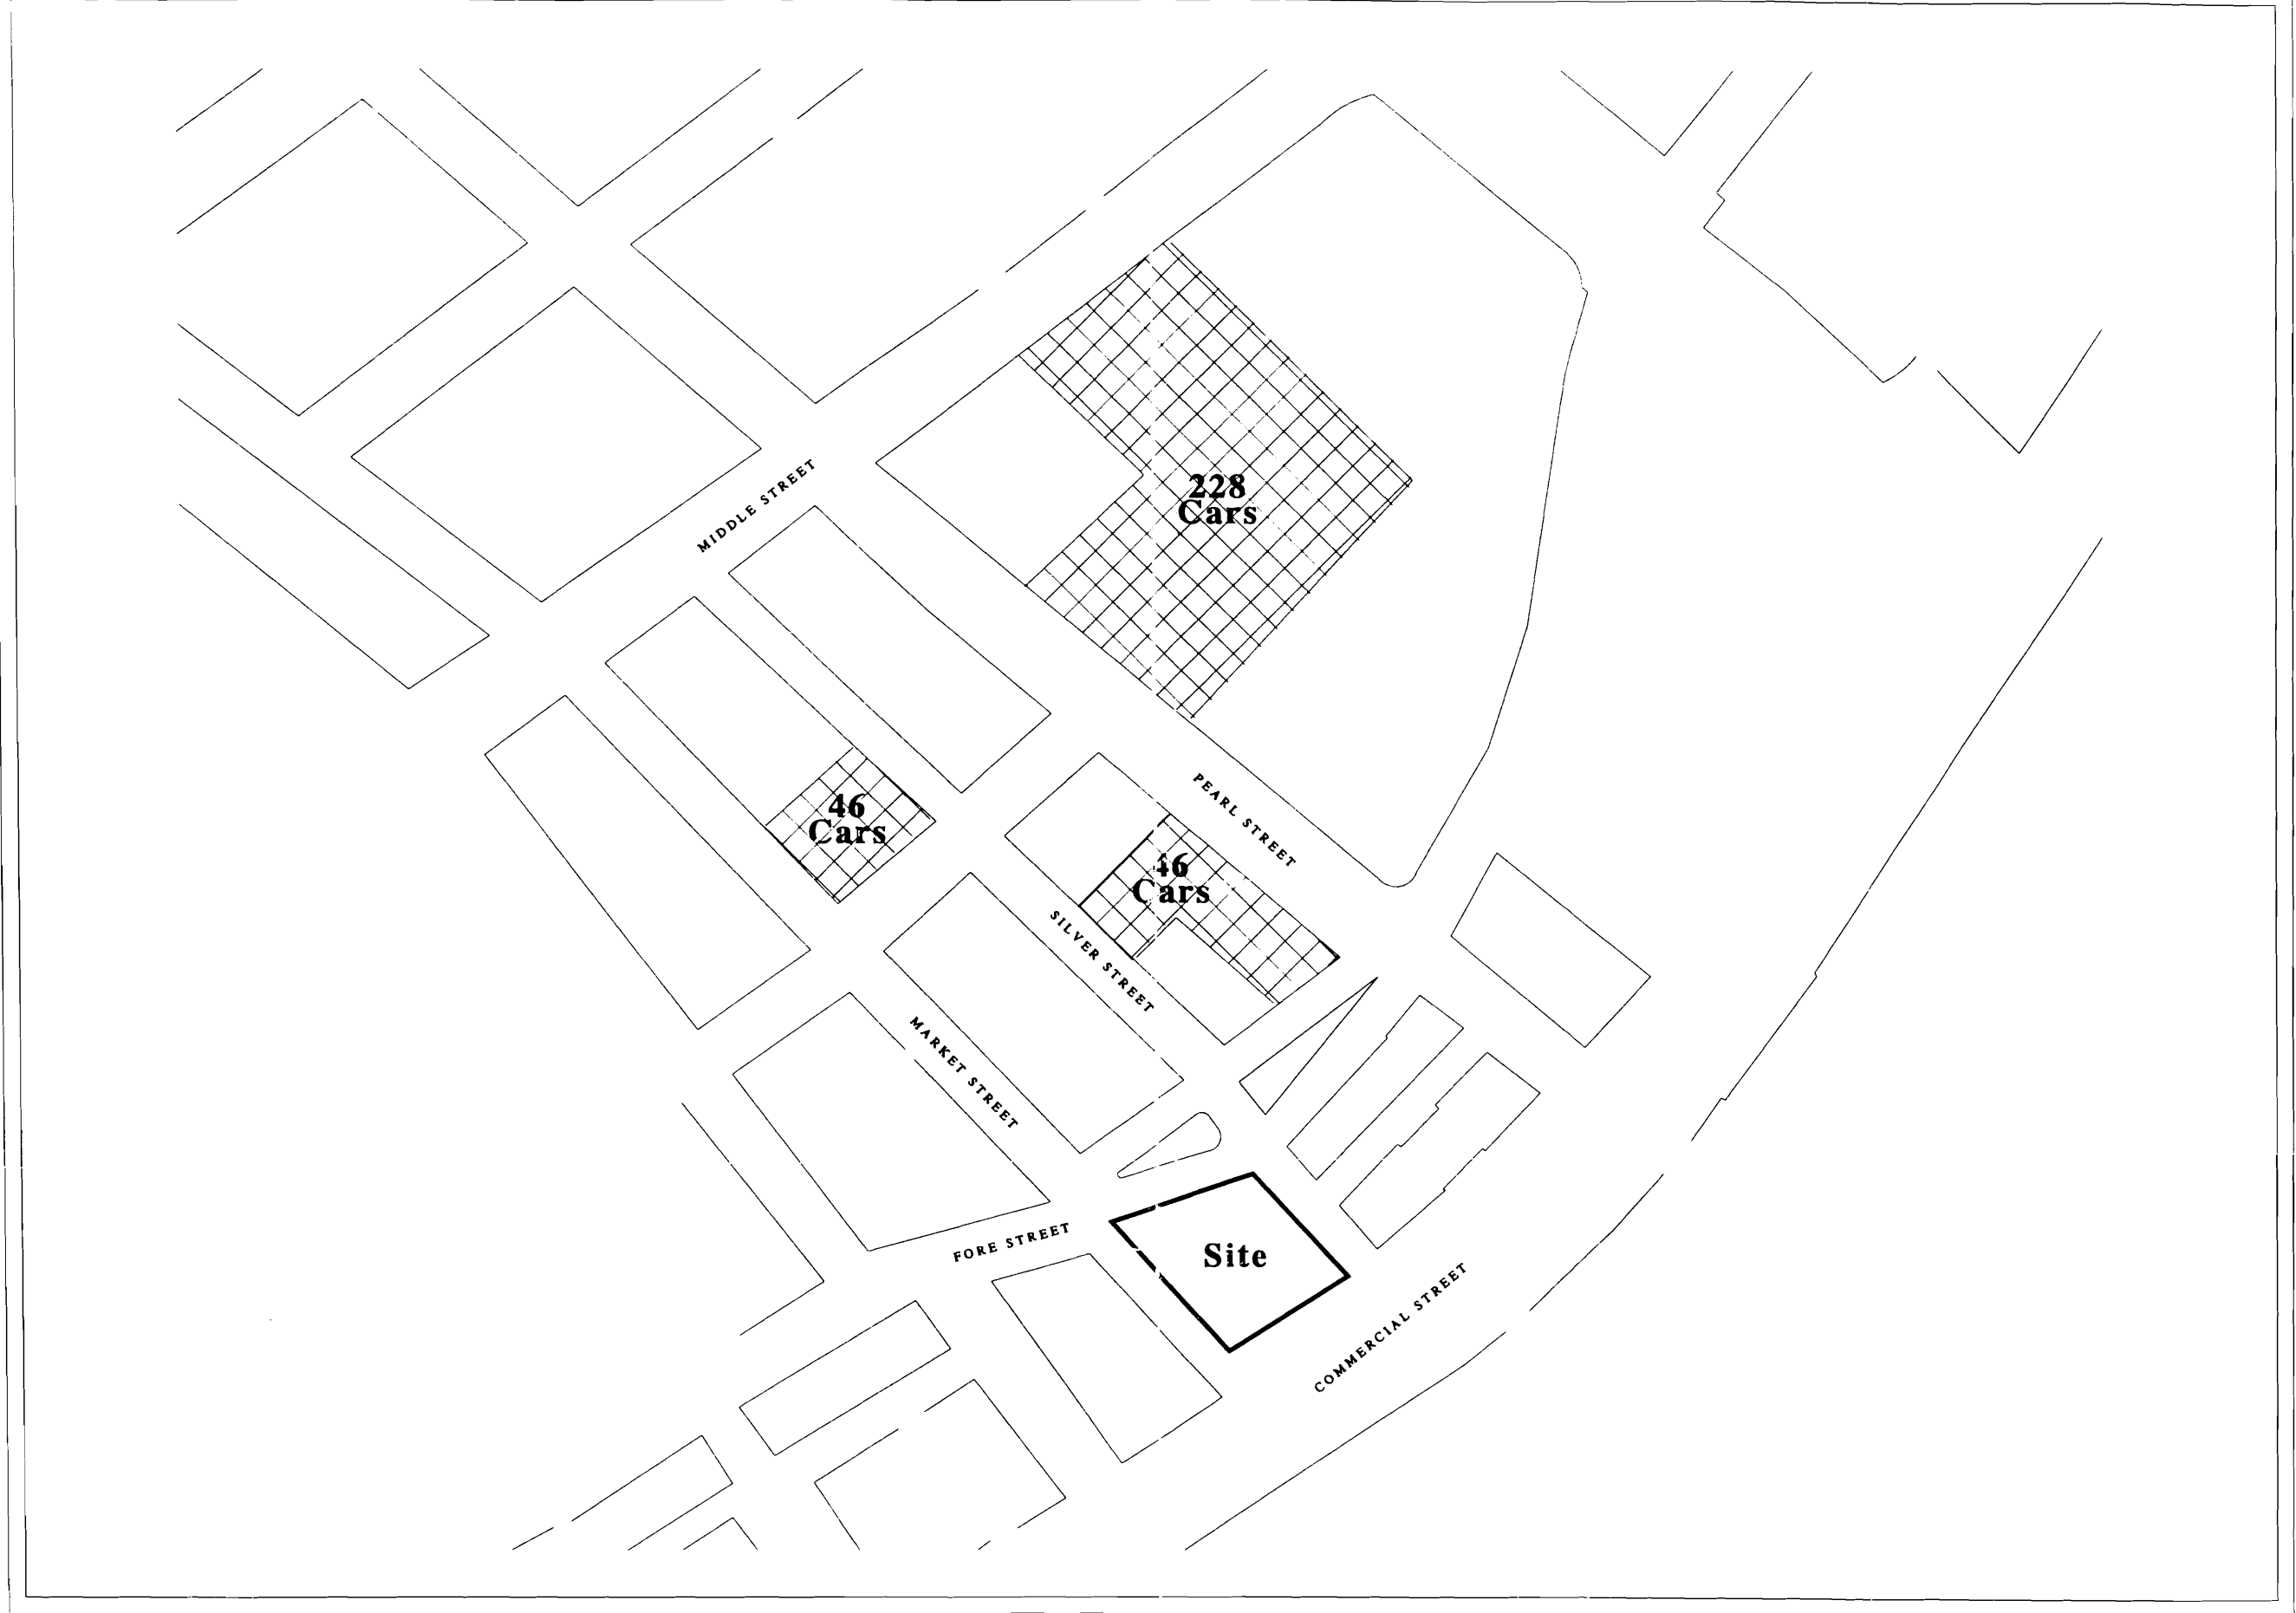 MIDDLE STREET
228
Cars
PEARL STREET
46
Cars
46
Cars
SILVER STREET
MARKET STREET
FORE STREET
Site
COMMERCIAL STREET